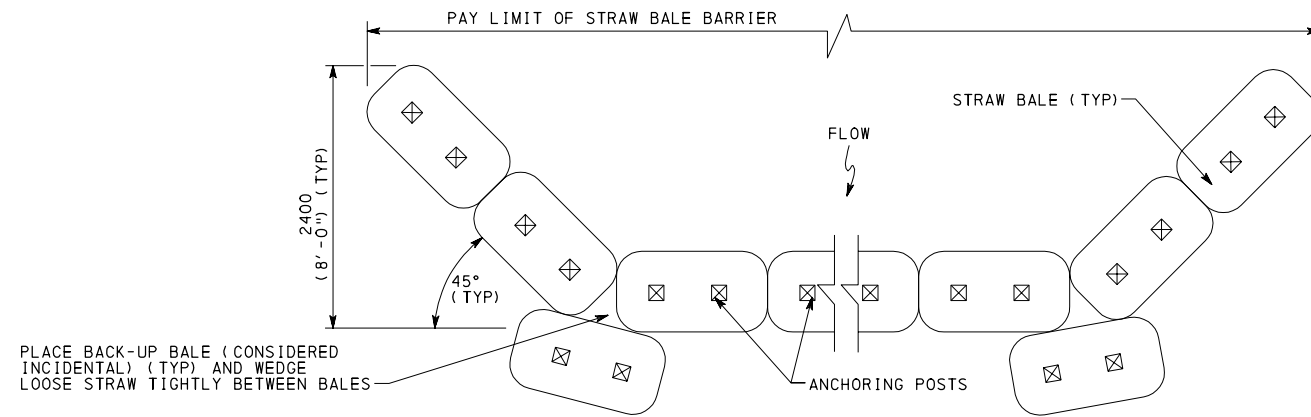 PAY LIMIT OF STRAW BALE BARRIER
STRAW BALE (TYP)
FLOW
2400
(8'-0") (TYP)
45°
(TYP)
PLACE BACK-UP BALE (CONSIDERED
INCIDENTAL) (TYP) AND WEDGE
LOOSE STRAW TIGHTLY BETWEEN BALES
ANCHORING POSTS